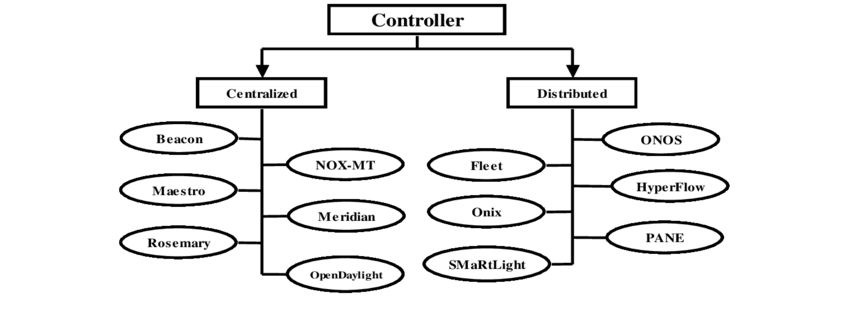 Controller
Centralized
Distributed
Beacon
NOX-MT
Maestro
Meridian
Rosemary
OpenDaylight
ONOS
Fleet
HyperFlow
Onix
PANE
SMaRtLight